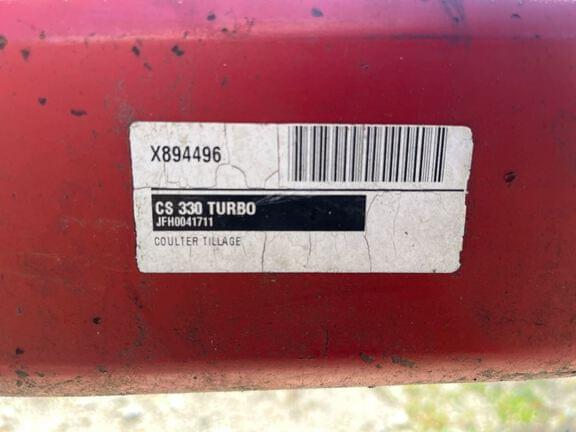 X894496
CS 330 TURBO
JFH0041711
COULTER TILLAGE